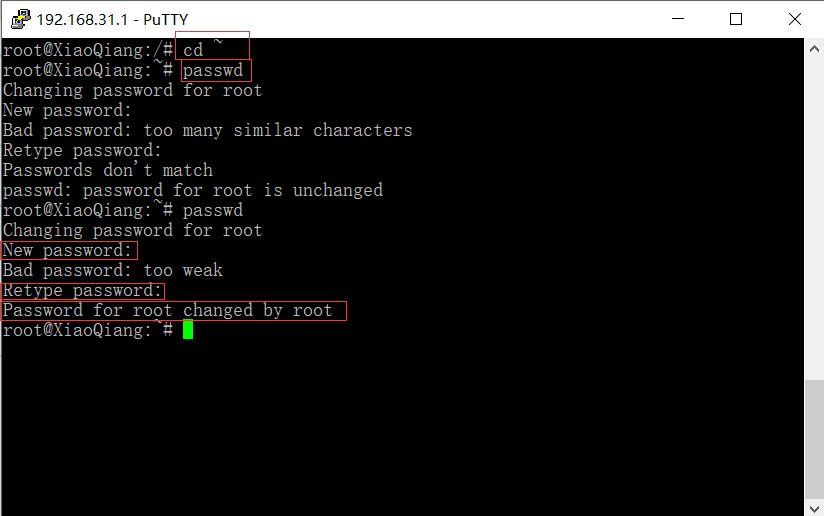 192.168.31.1 - PuTTY
root@XiaoQiang:/# cd ~
root@XiaoQiang:~# passwd
Changing password for root
New password:
Bad password: too many similar characters
Retype password:
Passwords don't match
passwd: password for root is unchanged
root@XiaoQiang:~# passwd
Changing password for root
New password:
Bad password: too weak
Retype password:
Password for root changed by root
root@XiaoQiang:~#